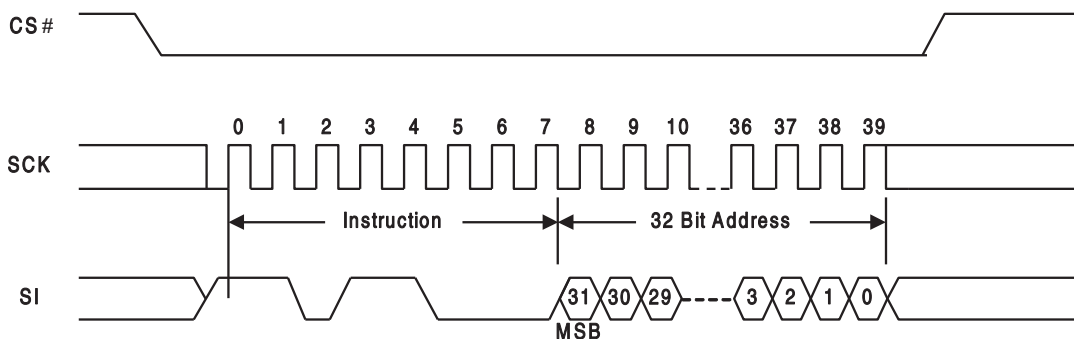 CS#
0 1 2 3 4 5 6 7 8 9 10 36 37 38 39
SCK
Instruction 32 Bit Address
SI 31 30 29 3 2 1 0
MSB